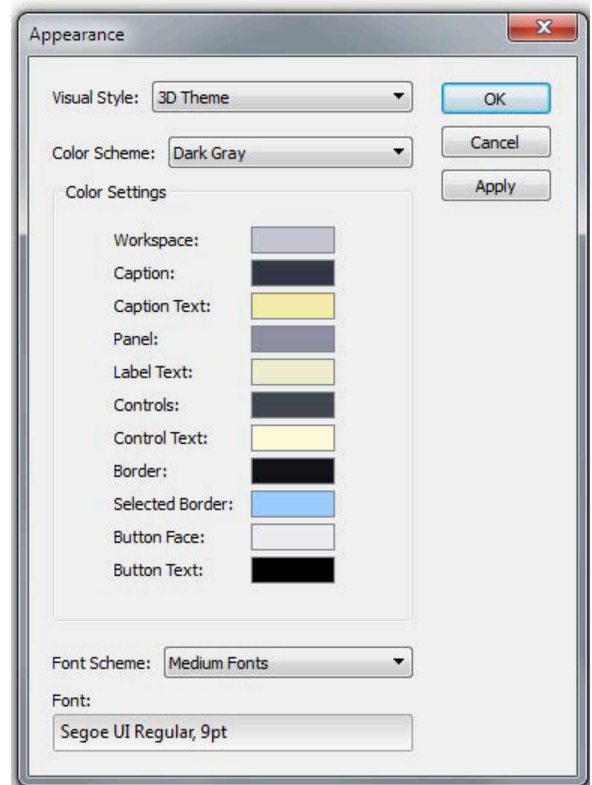 Appearance
Visual Style: 3D Theme
OK
Color Scheme: Dark Gray
Cancel
Apply
Color Settings
Workspace:
Caption:
Caption Text:
Panel:
Label Text:
Controls:
Control Text:
Border:
Selected Border:
Button Face:
Button Text:
Font Scheme: Medium Fonts
Font:
Segoe UI Regular, 9pt